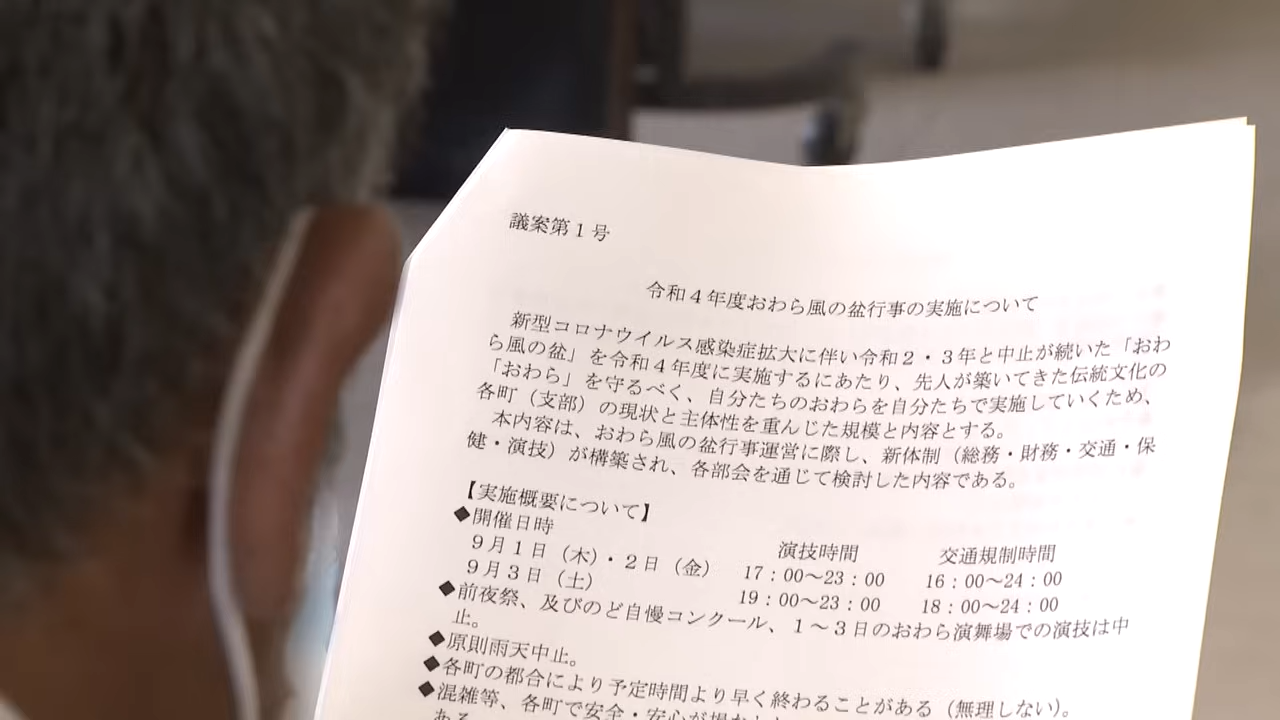 議案第1号
令和4年度おわら風の盆行事の実施について
新型コロナウイルス感染症拡大に伴い令和2・3年と中止が続いた「おわ
ら風の盆」を令和4年度に実施するにあたり、先人が築いてきた伝統文化の
「おわら」を守るべく、自分たちのおわらを自分たちで実施していくため、
各町（支部）の現状と主体性を重んじた規模と内容とする。
本内容は、おわら風の盆行事運営に際し、新体制（総務・財務・交通・保
健・演技）が構築され、各部会を通じて検討した内容である。
【実施概要について】
◆開催日時 演技時間 交通規制時間
9月1日（木）・2日（金） 17：00～23：00 16：00～24：00
9月3日（土） 19：00～23：00 18：00～24：00
◆前夜祭、及びのど自慢コンクール、1～3日のおわら演舞場での演技は中
止。
◆原則雨天中止。
◆各町の都合により予定時間より早く終わることがある（無理しない）。
◆混雑等、各町で安全・安心が
ある